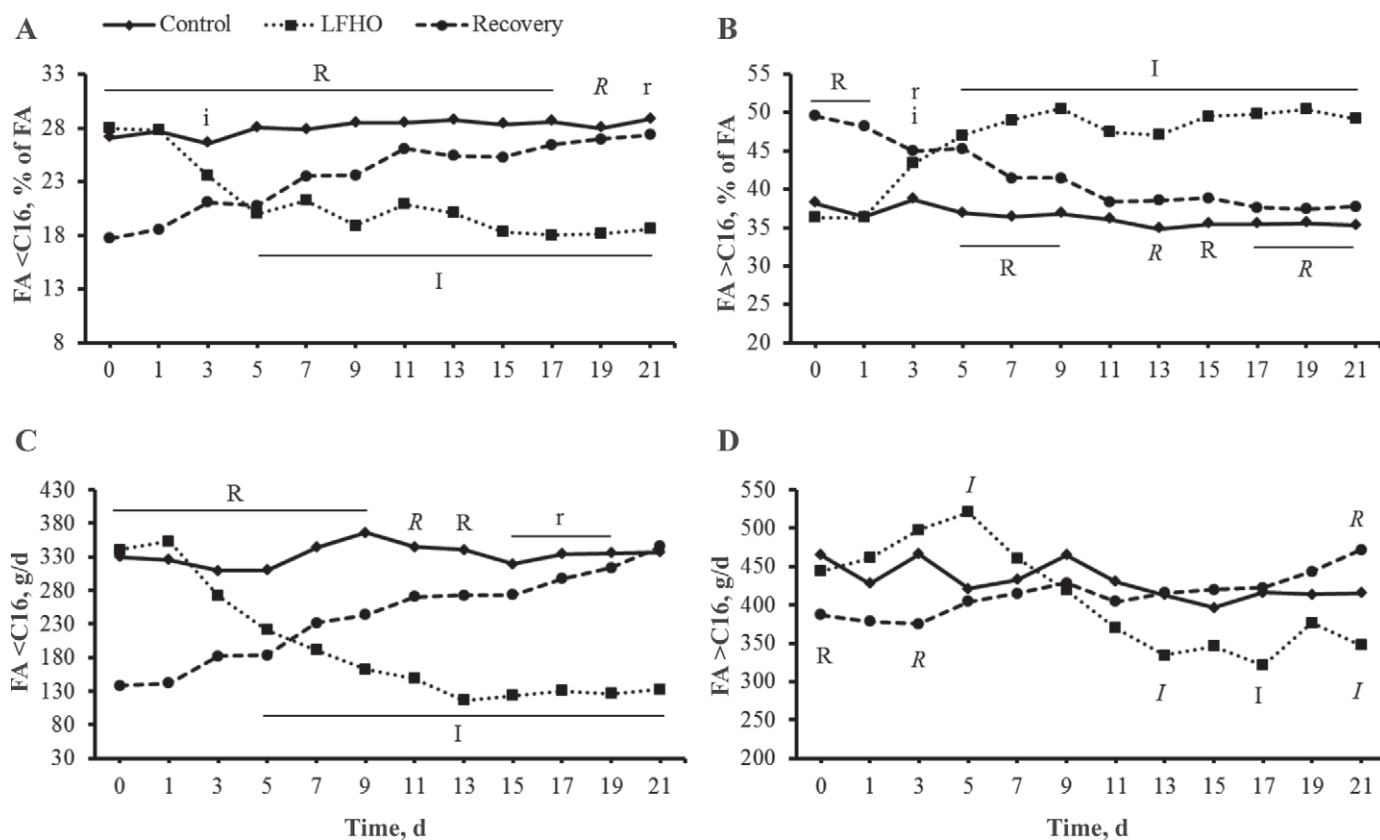 Control LFHO Recovery
A
FA <C16, % of FA
33
28
23
18
13
8
R
R
r
i
I
0 1 3 5 7 9 11 13 15 17 19 21
B
FA >C16, % of FA
55
50
45
40
35
30
25
20
R
r
i
I
R
R
R
R
0 1 3 5 7 9 11 13 15 17 19 21
C
FA <C16, g/d
430
380
330
280
230
180
130
80
30
R
R
R
r
I
0 1 3 5 7 9 11 13 15 17 19 21
Time, d
D
FA >C16, g/d
550
500
450
400
350
300
250
200
I
R
R
R
I
I
I
0 1 3 5 7 9 11 13 15 17 19 21
Time, d